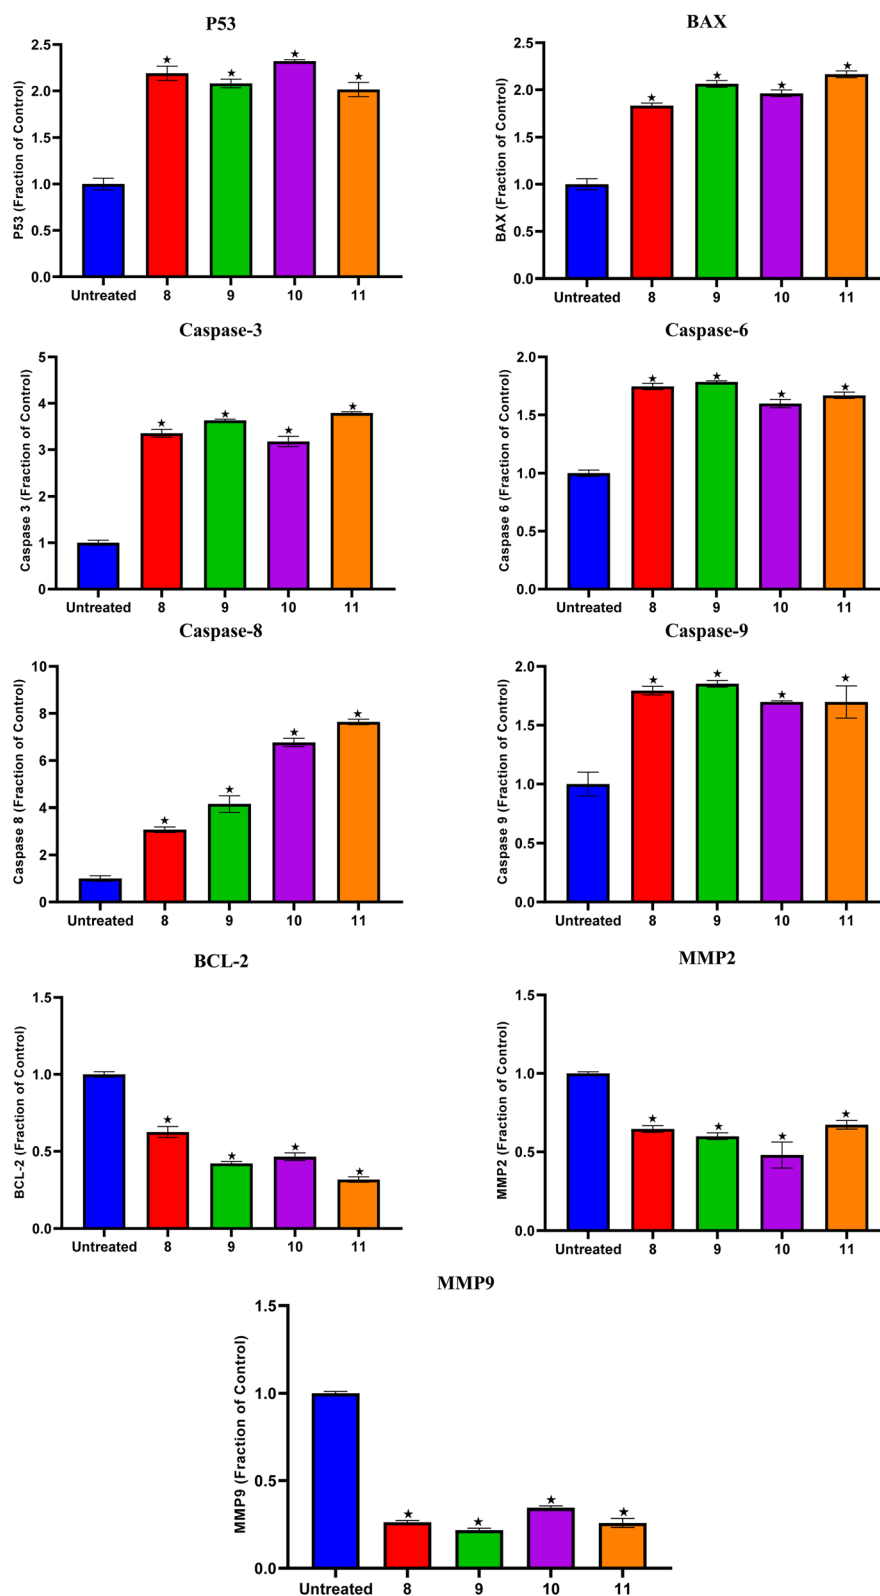 P53
P53 (Fraction of Control)
2.5
2.0
1.5
1.0
0.5
0.0
★ ★ ★ ★
Untreated 8 9 10 11
BAX
BAX (Fraction of Control)
2.5
2.0
1.5
1.0
0.5
0.0
★ ★ ★ ★
Untreated 8 9 10 11
Caspase-3
Caspase 3 (Fraction of Control)
5
4
3
2
1
0
★ ★ ★ ★
Untreated 8 9 10 11
Caspase-6
Caspase 6 (Fraction of Control)
2.0
1.5
1.0
0.5
0.0
★ ★ ★ ★
Untreated 8 9 10 11
Caspase-8
Caspase 8 (Fraction of Control)
10
8
6
4
2
0
★ ★ ★ ★
Untreated 8 9 10 11
Caspase-9
Caspase 9 (Fraction of Control)
2.0
1.5
1.0
0.5
0.0
★ ★ ★ ★
Untreated 8 9 10 11
BCL-2
BCL-2 (Fraction of Control)
1.5
1.0
0.5
0.0
★ ★ ★ ★
Untreated 8 9 10 11
MMP2
MMP2 (Fraction of Control)
1.5
1.0
0.5
0.0
★ ★ ★ ★
Untreated 8 9 10 11
MMP9
MMP9 (Fraction of Control)
1.5
1.0
0.5
0.0
★ ★ ★ ★
Untreated 8 9 10 11